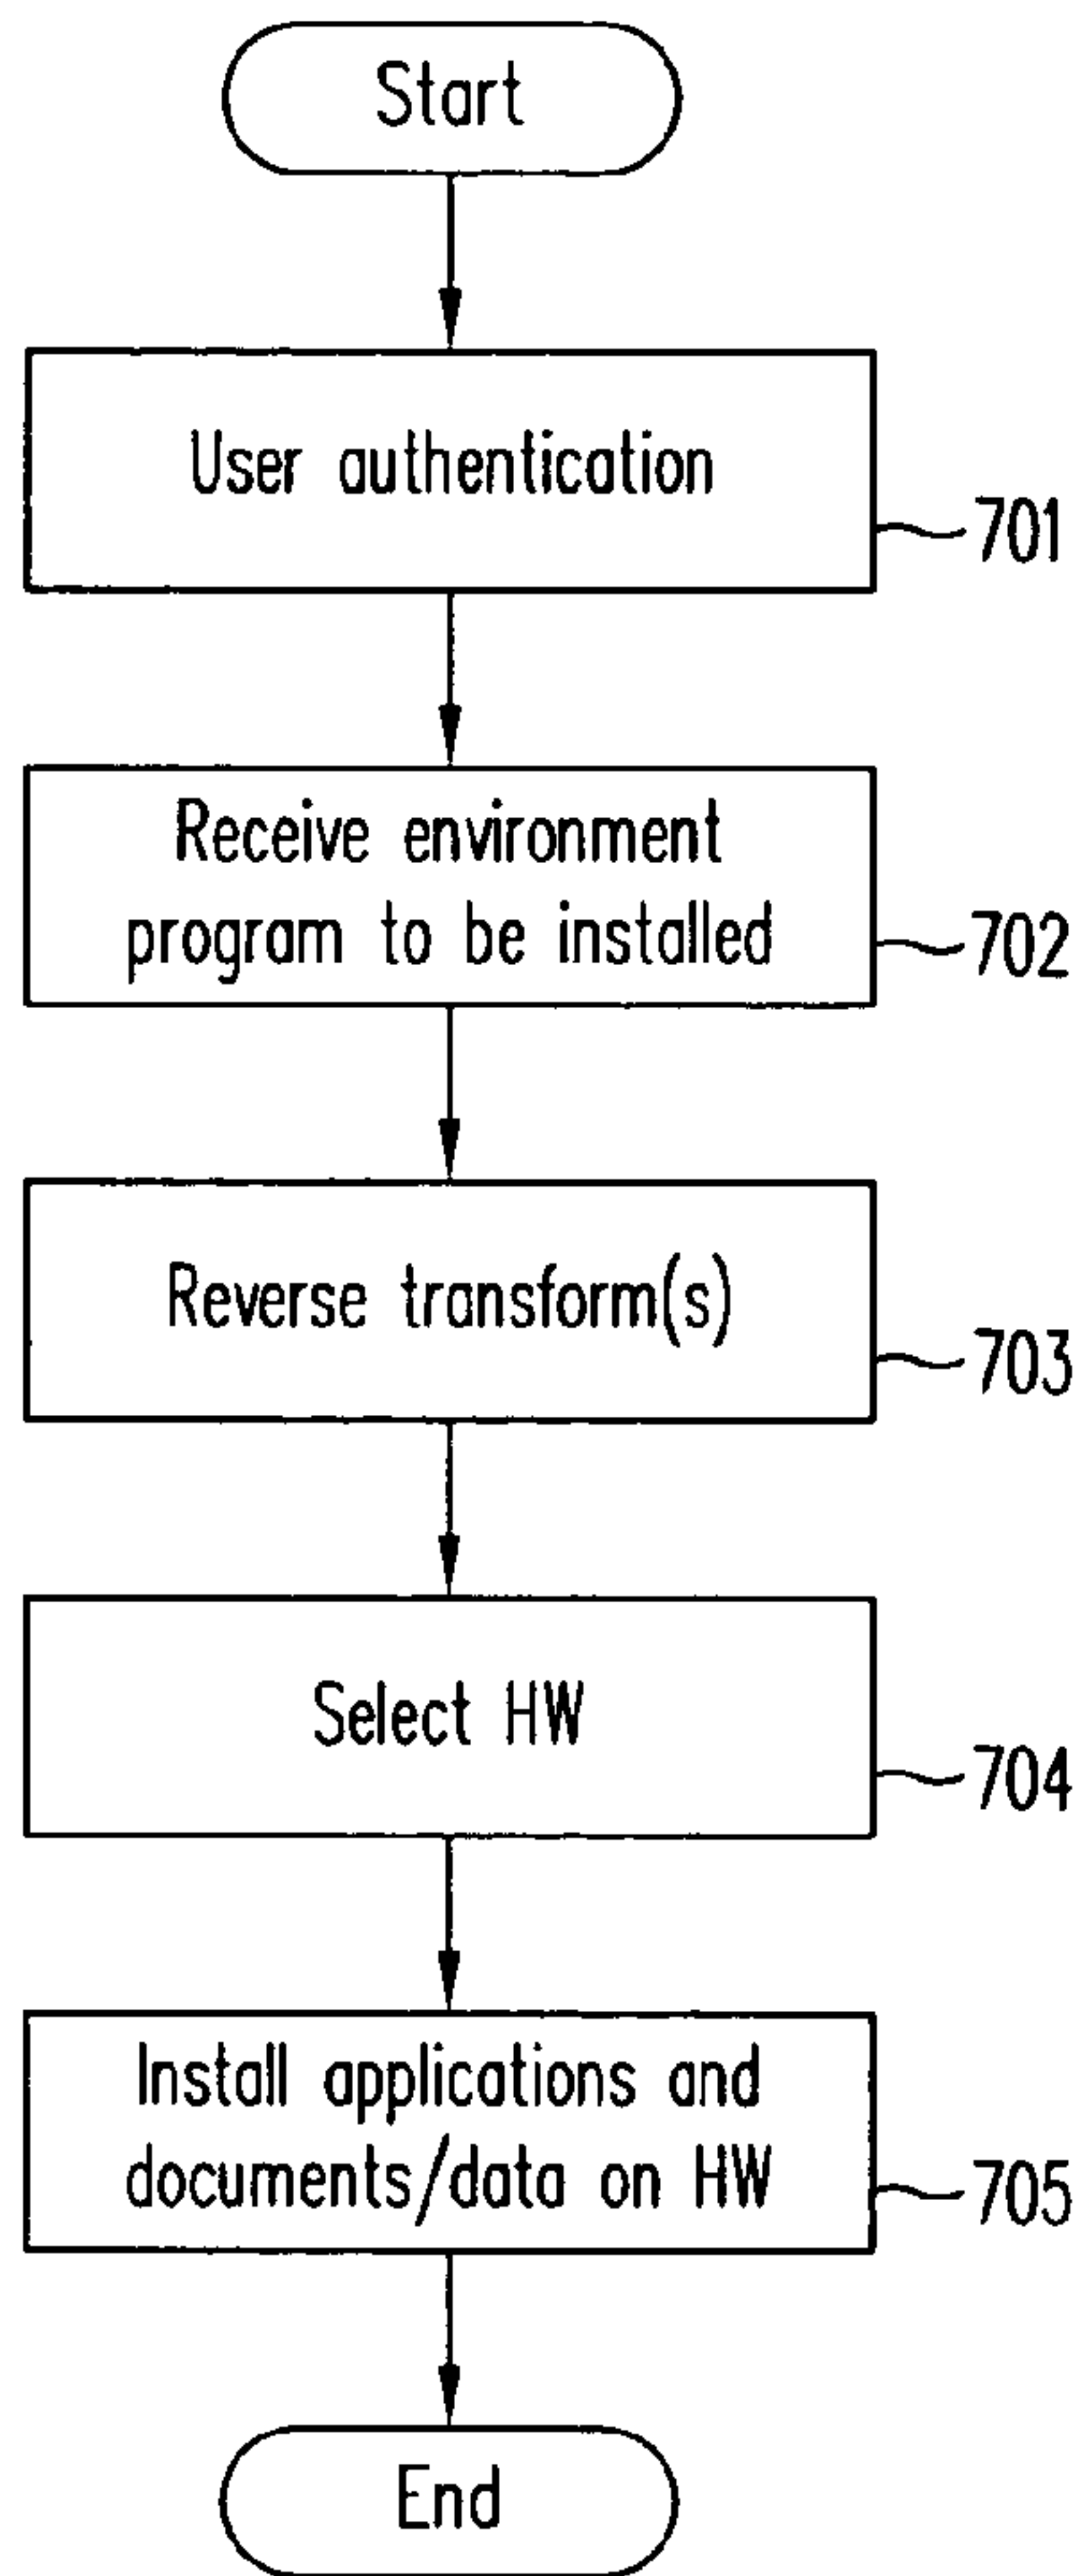 Start
User authentication
701
Receive environment
program to be installed
702
Reverse transform(s)
703
Select HW
704
Install applications and
documents/data on HW
705
End